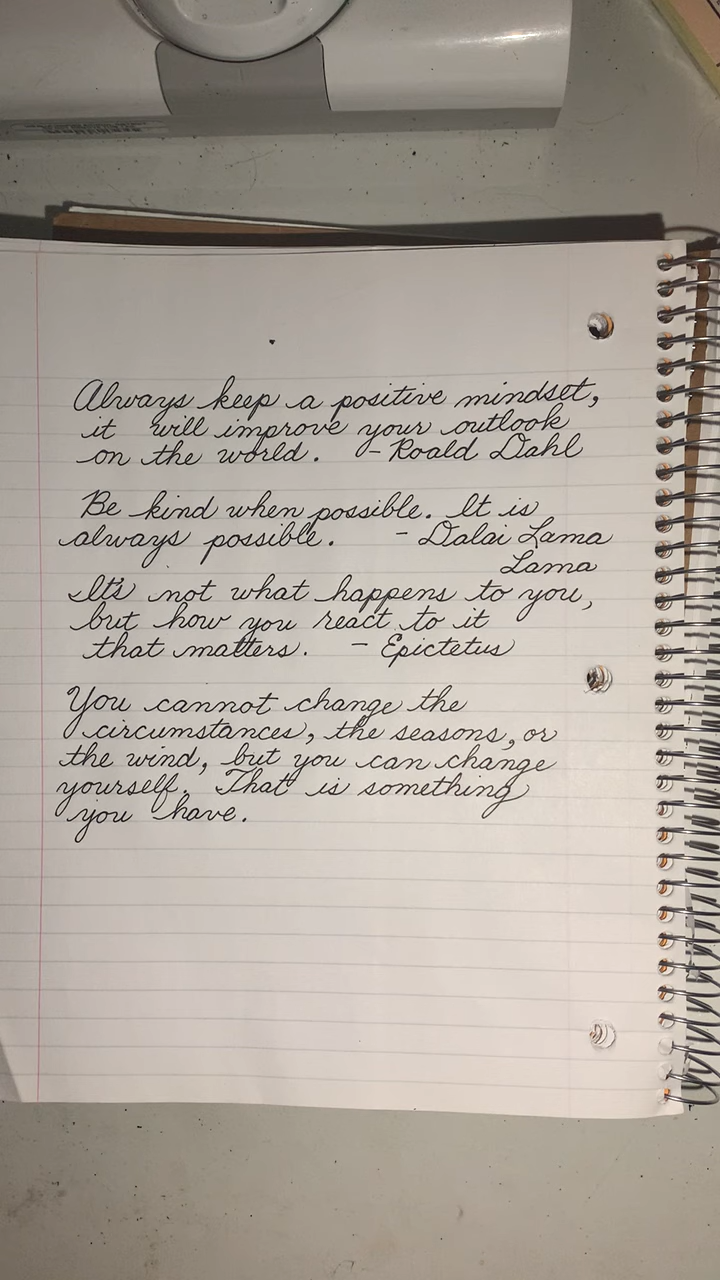 Always keep a positive mindset,
it will improve your outlook
on the world. - Roald Dahl
Be kind when possible. It is
always possible. - Dalai Lama
Lama
It's not what happens to you,
but how you react to it
that matters. - Epictetus
You cannot change the
circumstances, the seasons, or
the wind, but you can change
yourself. That is something
you have.